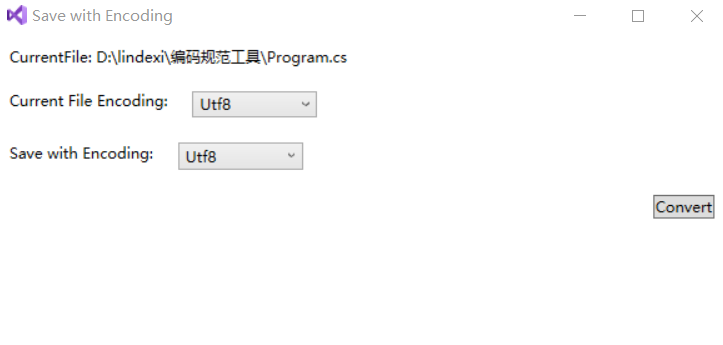 Save with Encoding
CurrentFile: D:\lindexi\编码规范工具\Program.cs
Current File Encoding: Utf8
Save with Encoding: Utf8
Convert